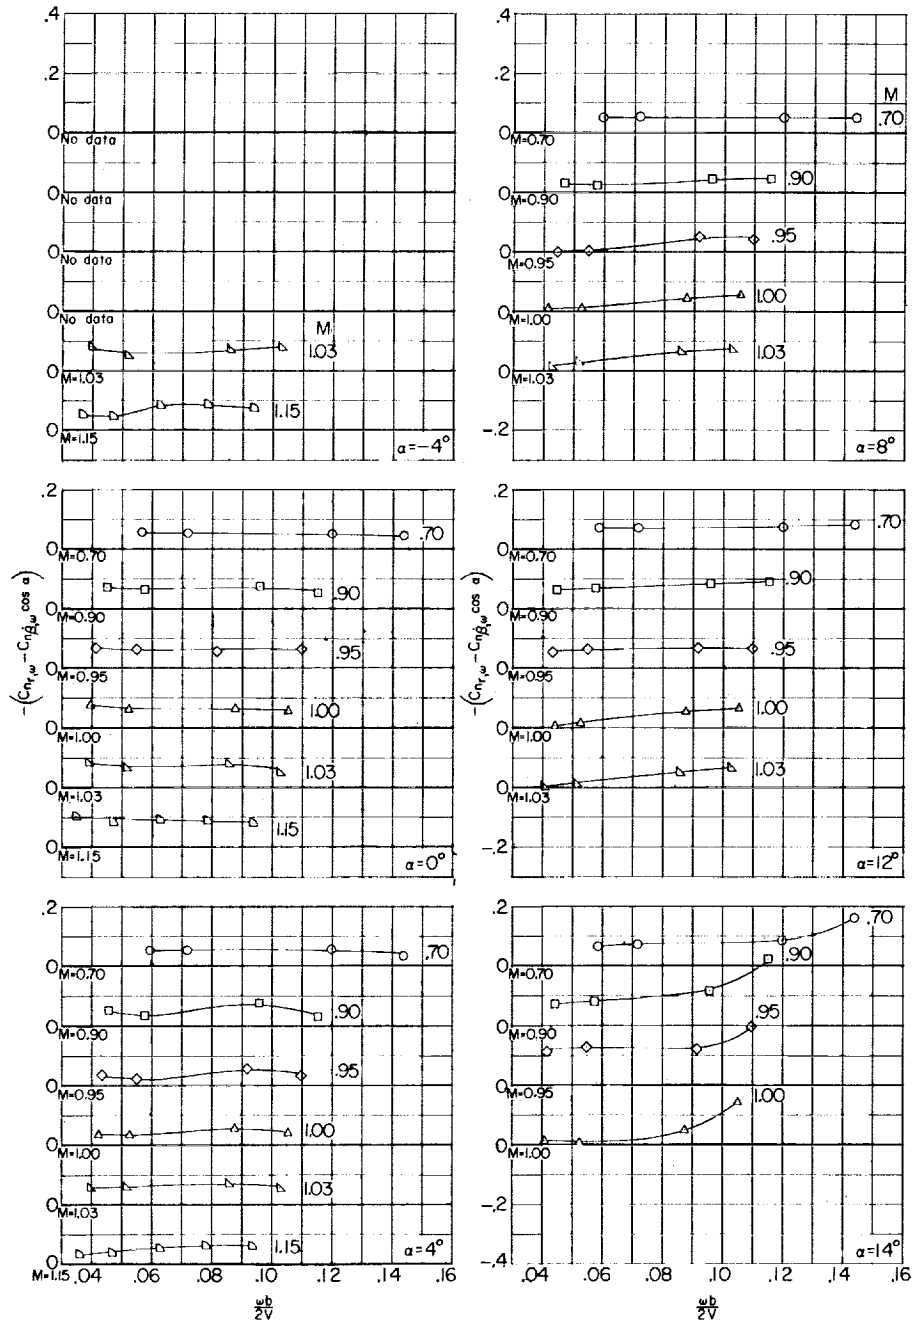 .4
.2
0
No data
0
No data
0
No data
0
No data
M
1.03
0
M=1.03
1.15
0
M=1.15
α=-4°
.4
.2
M
.70
0
M=0.70
.90
0
M=0.90
.95
0
M=0.95
1.00
0
M=1.00
1.03
0
M=1.03
-.2
α=8°
-(Cnr,ω - Cnβ̇,ω cos α)
.2
.70
0
M=0.70
.90
0
M=0.90
.95
0
M=0.95
1.00
0
M=1.00
1.03
0
M=1.03
1.15
0
M=1.15
α=0°
-(Cnr,ω - Cnβ̇,ω cos α)
.2
.70
0
M=0.70
.90
0
M=0.90
.95
0
M=0.95
1.00
0
M=1.00
1.03
0
M=1.03
-.2
α=12°
.2
.70
0
M=0.70
.90
0
M=0.90
.95
0
M=0.95
1.00
0
M=1.00
1.03
0
M=1.03
1.15
0
M=1.15
α=4°
.04 .06 .08 .10 .12 .14 .16
ωb
2V
.2
.70
0
M=0.70
.90
0
M=0.90
.95
0
M=0.95
1.00
0
M=1.00
-.2
-.4
α=14°
.04 .06 .08 .10 .12 .14 .16
ωb
2V